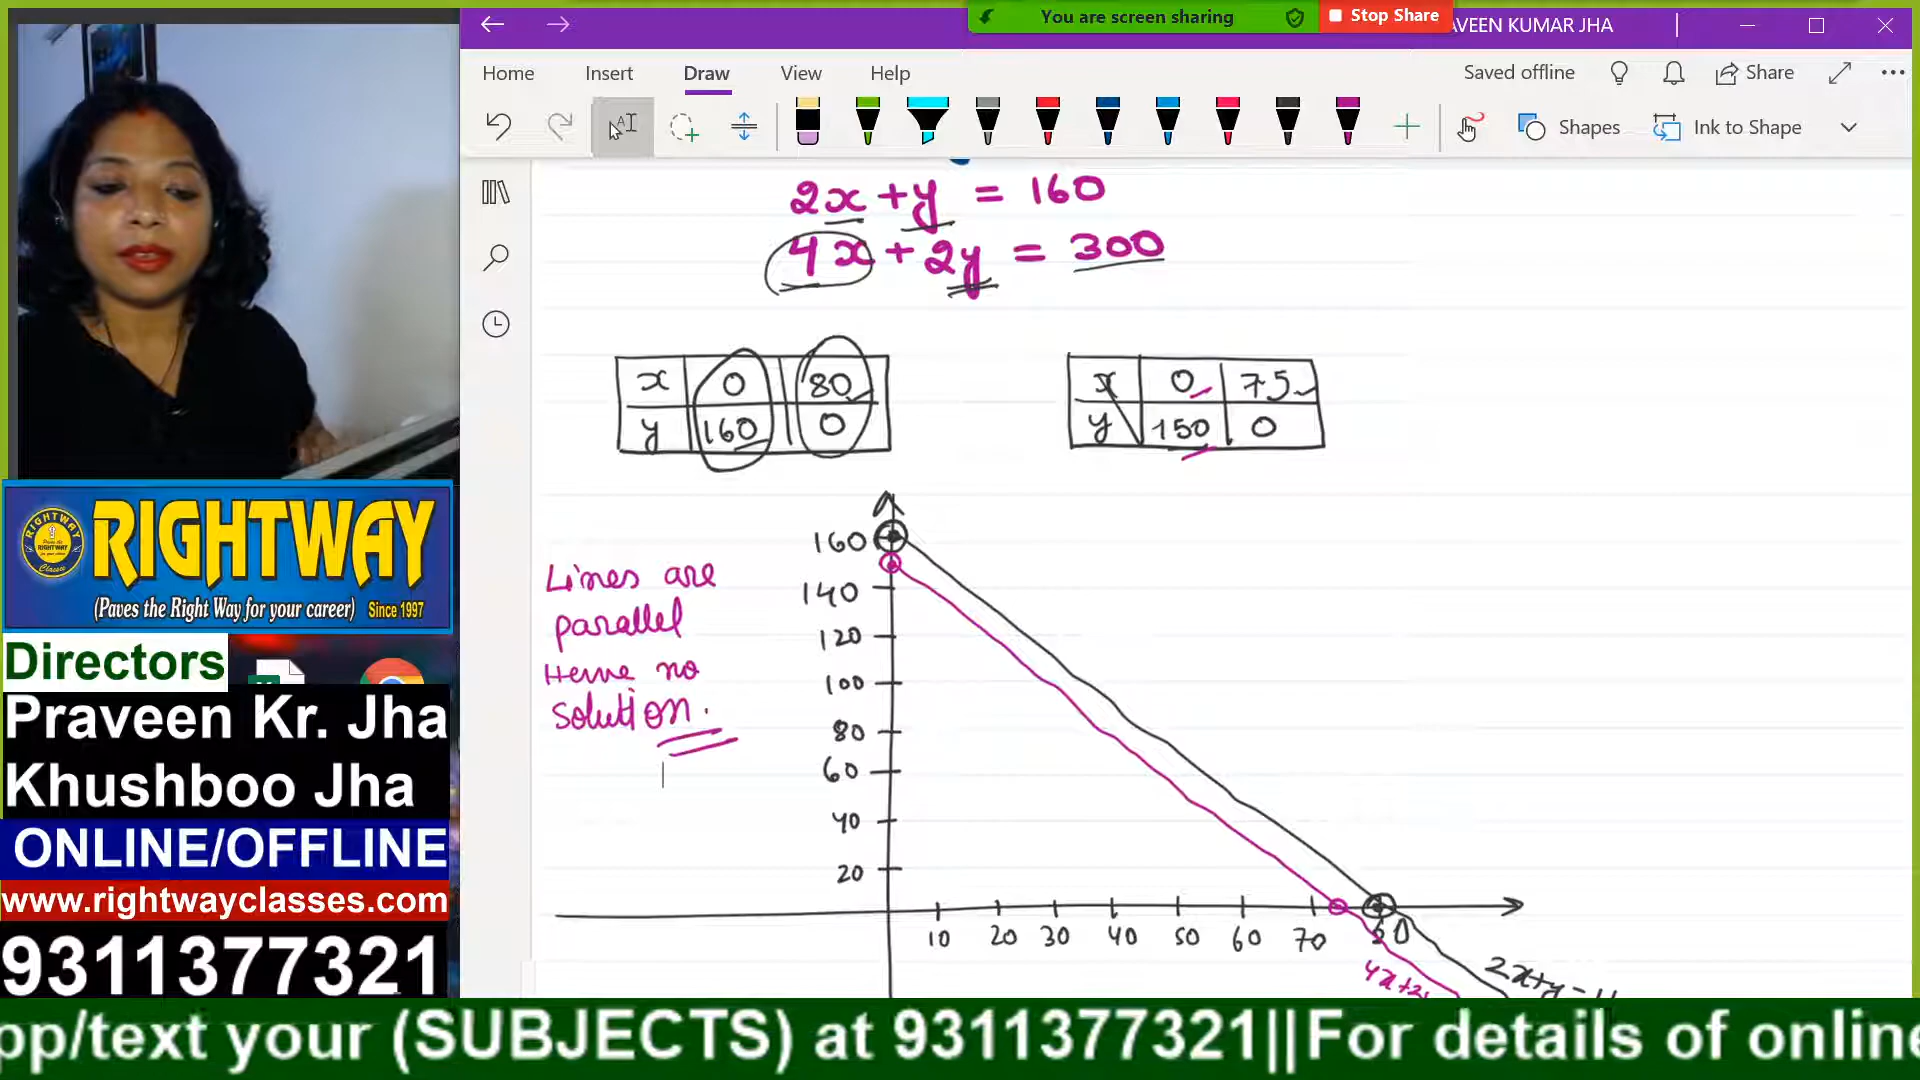 You are screen sharing
Stop Share
AVEEN KUMAR JHA
Home Insert Draw View Help
Saved offline
Share
Shapes
Ink to Shape
2x + y = 160
4x + 2y = 300
x 0 80
y 160 0
x 0 75
y 150 0
Lines are
parallel
Hence no
solution.
160
140
120
100
80
60
40
20
10 20 30 40 50 60 70 80
RIGHTWAY
RIGHTWAY
(Paves the Right Way for your career) Since 1997
Directors
Praveen Kr. Jha
Khushboo Jha
ONLINE/OFFLINE
www.rightwayclasses.com
9311377321
pp/text your (SUBJECTS) at 9311377321||For details of online